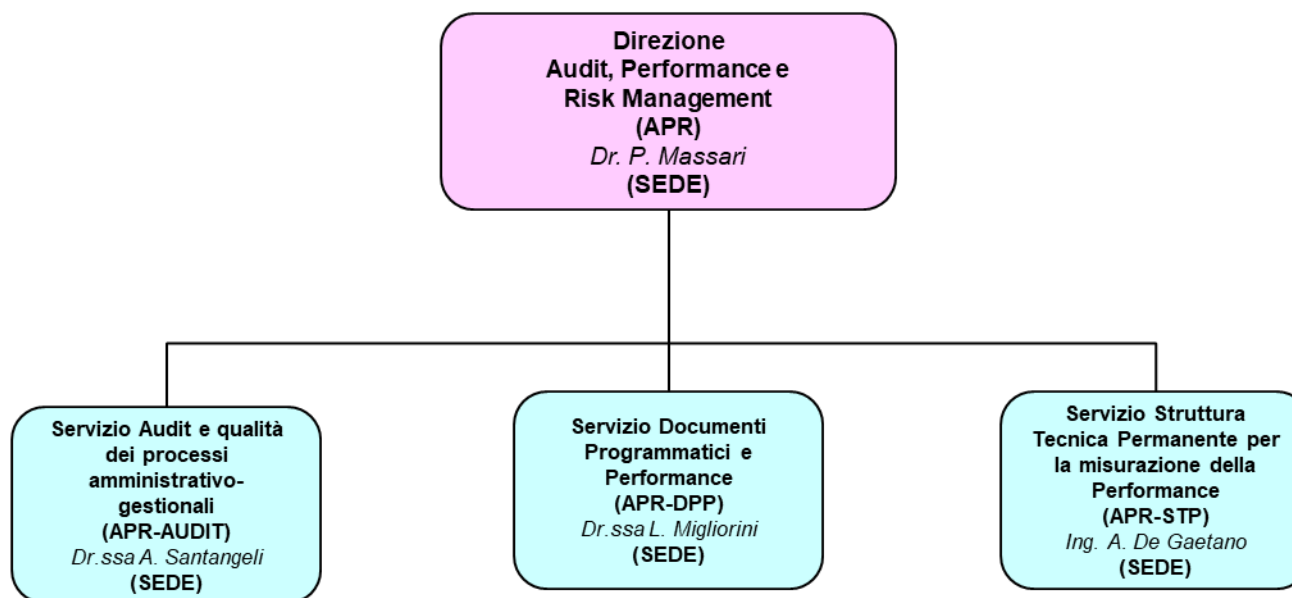 Direzione
Audit, Performance e
Risk Management
(APR)
Dr. P. Massari
(SEDE)
Servizio Audit e qualità
dei processi
amministrativo-
gestionali
(APR-AUDIT)
Dr.ssa A. Santangeli
(SEDE)
Servizio Documenti
Programmatici e
Performance
(APR-DPP)
Dr.ssa L. Migliorini
(SEDE)
Servizio Struttura
Tecnica Permanente per
la misurazione della
Performance
(APR-STP)
Ing. A. De Gaetano
(SEDE)